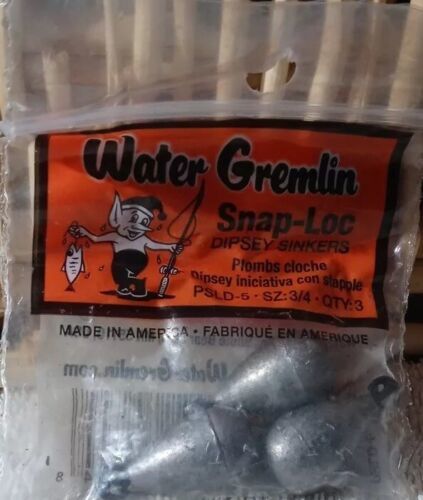 Water Gremlin
Snap-Loc
DIPSEY SINKERS
Plombs cloche
Dipsey iniciativa con stapple
PSLD-5 · SZ: 3/4 · QTY: 3
MADE IN AMERICA · FABRIQUÉ EN AMERIQUE
WaterGremlin.com